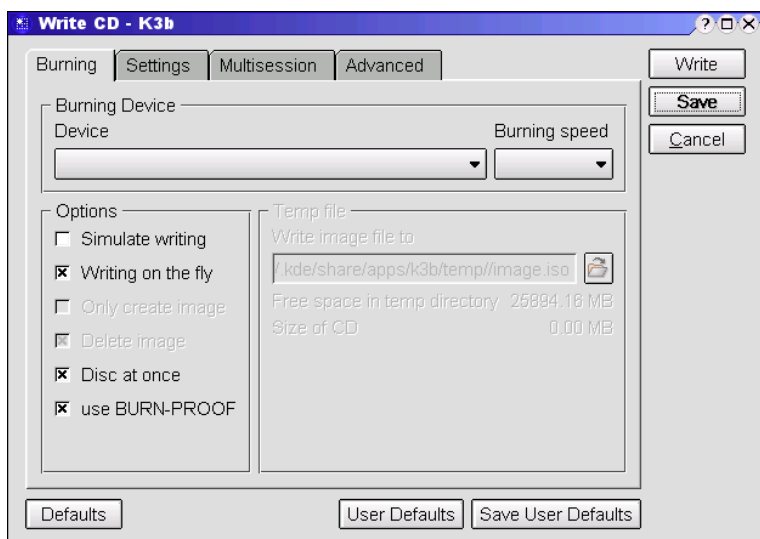 Write CD - K3b
Burning Settings Multisession Advanced
Write
Save
Cancel
Burning Device
Device Burning speed
Options
Simulate writing
Writing on the fly
Only create image
Delete image
Disc at once
use BURN-PROOF
Temp file
Write image file to
/.kde/share/apps/k3b/temp//image.iso
Free space in temp directory 25894.16 MB
Size of CD 0.00 MB
Defaults User Defaults Save User Defaults